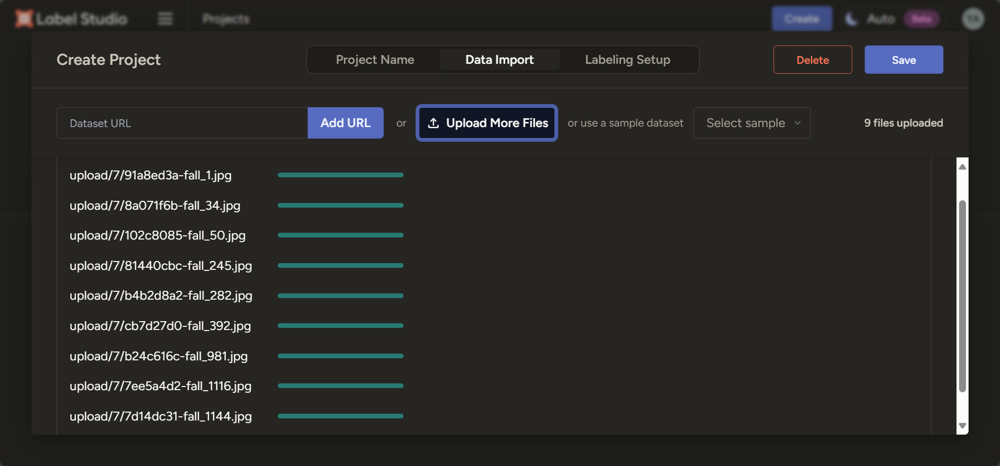 Label Studio
Projects
Create
Auto
Beta
Create Project
Project Name
Data Import
Labeling Setup
Delete
Save
Dataset URL
Add URL
or
Upload More Files
or use a sample dataset
Select sample
9 files uploaded
upload/7/91a8ed3a-fall_1.jpg
upload/7/8a071f6b-fall_34.jpg
upload/7/102c8085-fall_50.jpg
upload/7/81440cbc-fall_245.jpg
upload/7/b4b2d8a2-fall_282.jpg
upload/7/cb7d27d0-fall_392.jpg
upload/7/b24c616c-fall_981.jpg
upload/7/7ee5a4d2-fall_1116.jpg
upload/7/7d14dc31-fall_1144.jpg